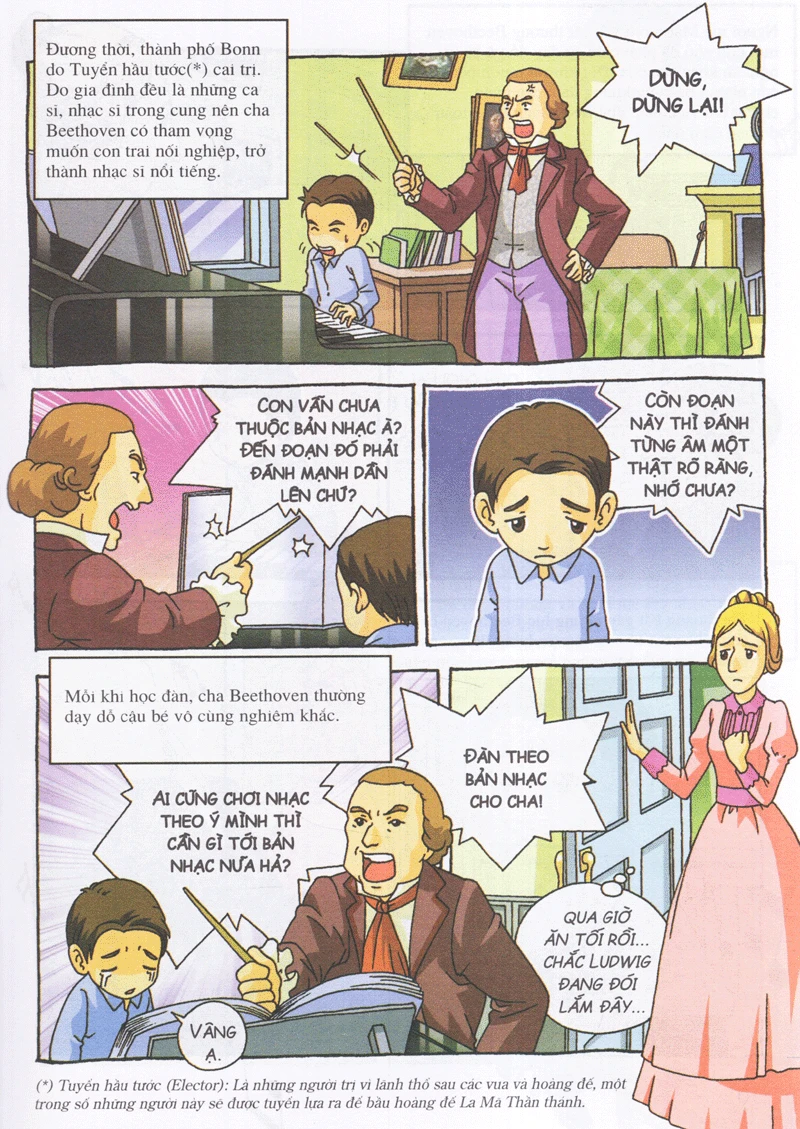 Đương thời, thành phố Bonn
do Tuyển hầu tước(*) cai trị.
Do gia đình đều là những ca
sĩ, nhạc sĩ trong cung nên cha
Beethoven có tham vọng
muốn con trai nối nghiệp, trở
thành nhạc sĩ nổi tiếng.
DỪNG,
DỪNG LẠI!
CON VẪN CHƯA
THUỘC BẢN NHẠC À?
ĐẾN ĐOẠN ĐÓ PHẢI
ĐÁNH MẠNH DẦN
LÊN CHỨ?
CÒN ĐOẠN
NÀY THÌ ĐÁNH
TỪNG ÂM MỘT
THẬT RÕ RÀNG,
NHỚ CHƯA?
Mỗi khi học đàn, cha Beethoven thường
dạy dỗ cậu bé vô cùng nghiêm khắc.
AI CŨNG CHƠI NHẠC
THEO Ý MÌNH THÌ
CẦN GÌ TỚI BẢN
NHẠC NỮA HẢ?
ĐÀN THEO
BẢN NHẠC
CHO CHA!
VÂNG
Ạ.
QUA GIỜ
ĂN TỐI RỒI...
CHẮC LUDWIG
ĐANG ĐÓI
LẮM ĐÂY...
(*) Tuyển hầu tước (Elector): Là những người trị vì lãnh thổ sau các vua và hoàng đế, một
trong số những người này sẽ được tuyển lựa ra để bầu hoàng đế La Mã Thần thánh.